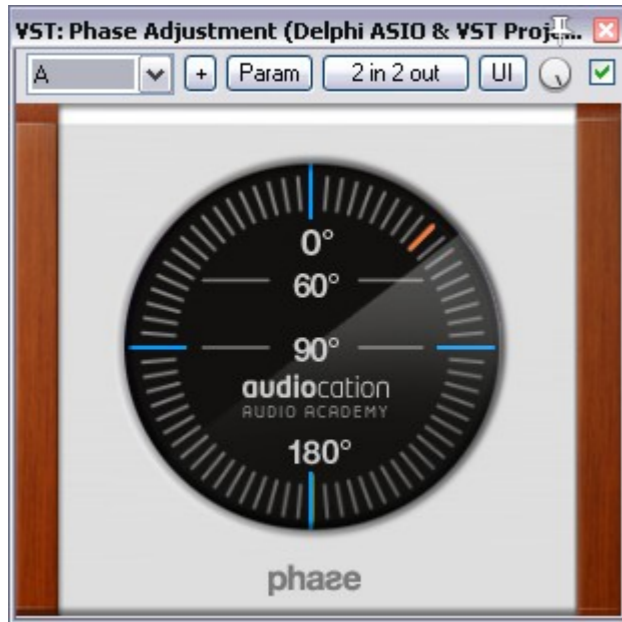 VST: Phase Adjustment (Delphi ASIO & VST Proje...
A + Param 2 in 2 out UI
0°
60°
90°
audiocation
AUDIO ACADEMY
180°
phase